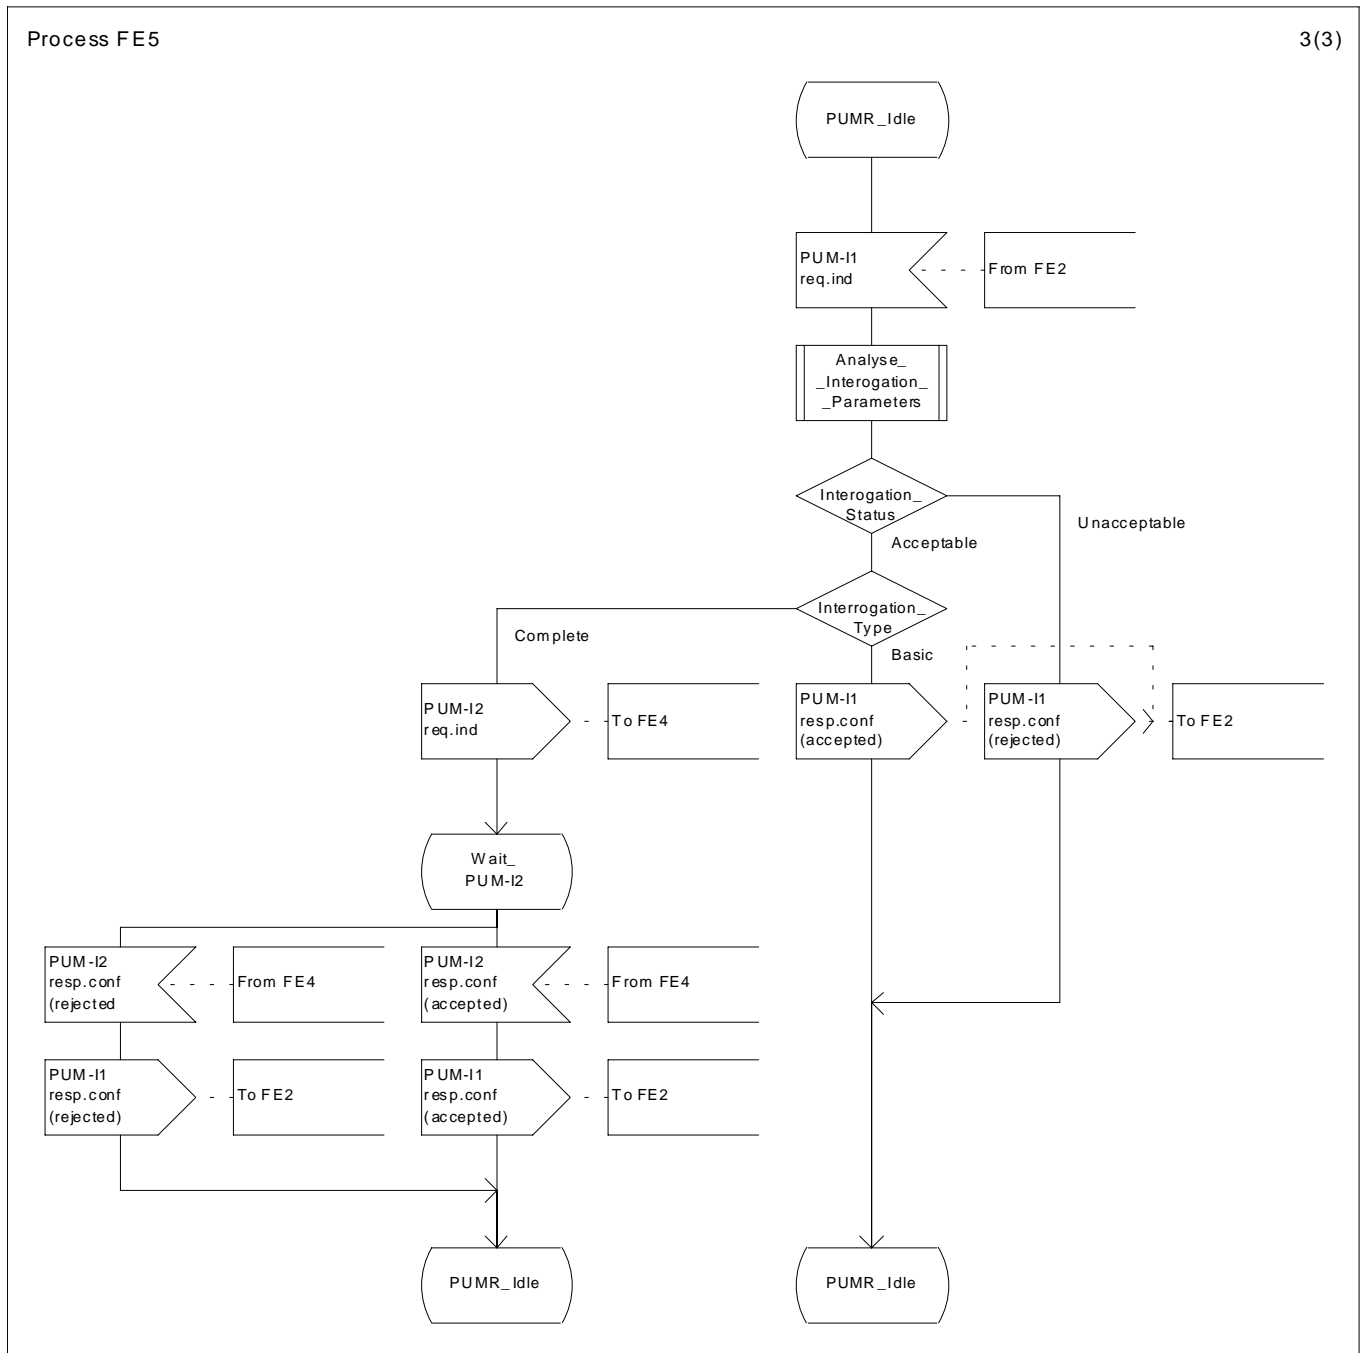 Process FE5
3(3)
PUMR_Idle
PUM-I1
req.ind
From FE2
Analyse_
_Interogation_
_Parameters
Interogation_
Status
Unacceptable
Acceptable
Interrogation_
Type
Complete
Basic
PUM-I2
req.ind
To FE4
PUM-I1
resp.conf
(accepted)
PUM-I1
resp.conf
(rejected)
To FE2
Wait_
PUM-I2
PUM-I2
resp.conf
(rejected
From FE4
PUM-I2
resp.conf
(accepted)
From FE4
PUM-I1
resp.conf
(rejected)
To FE2
PUM-I1
resp.conf
(accepted)
To FE2
PUMR_Idle
PUMR_Idle